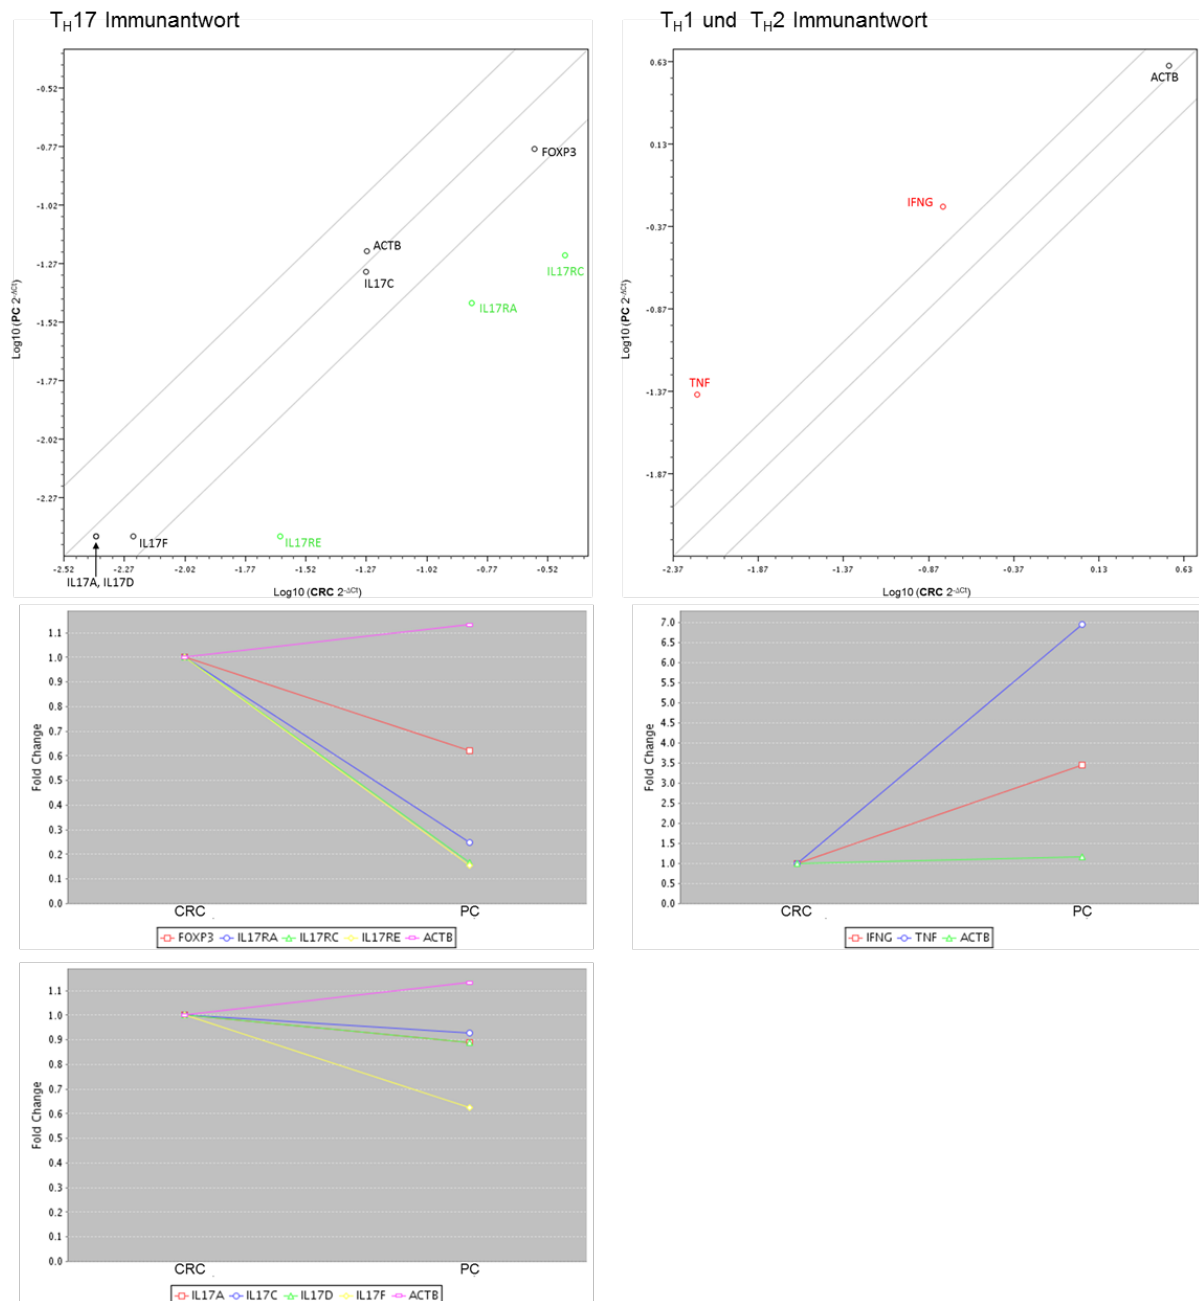 TH17 Immunantwort
-0.52
-0.77
-1.02
-1.27
-1.52
-1.77
-2.02
-2.27
Log10 (PC 2-ΔCt)
FOXP3
ACTB
IL17C
IL17RC
IL17RA
IL17F
IL17RE
IL17A, IL17D
-2.52 -2.27 -2.02 -1.77 -1.52 -1.27 -1.02 -0.77 -0.52
Log10 (CRC 2-ΔCt)
TH1 und TH2 Immunantwort
0.63
0.13
-0.37
-0.87
-1.37
-1.87
Log10 (PC 2-ΔCt)
ACTB
IFNG
TNF
-2.37 -1.87 -1.37 -0.87 -0.37 0.13 0.63
Log10 (CRC 2-ΔCt)
1.1
1.0
0.9
0.8
0.7
0.6
0.5
0.4
0.3
0.2
0.1
0.0
Fold Change
CRC PC
FOXP3 IL17RA IL17RC IL17RE ACTB
7.0
6.5
6.0
5.5
5.0
4.5
4.0
3.5
3.0
2.5
2.0
1.5
1.0
0.5
0.0
Fold Change
CRC PC
IFNG TNF ACTB
1.1
1.0
0.9
0.8
0.7
0.6
0.5
0.4
0.3
0.2
0.1
0.0
Fold Change
CRC PC
IL17A IL17C IL17D IL17F ACTB